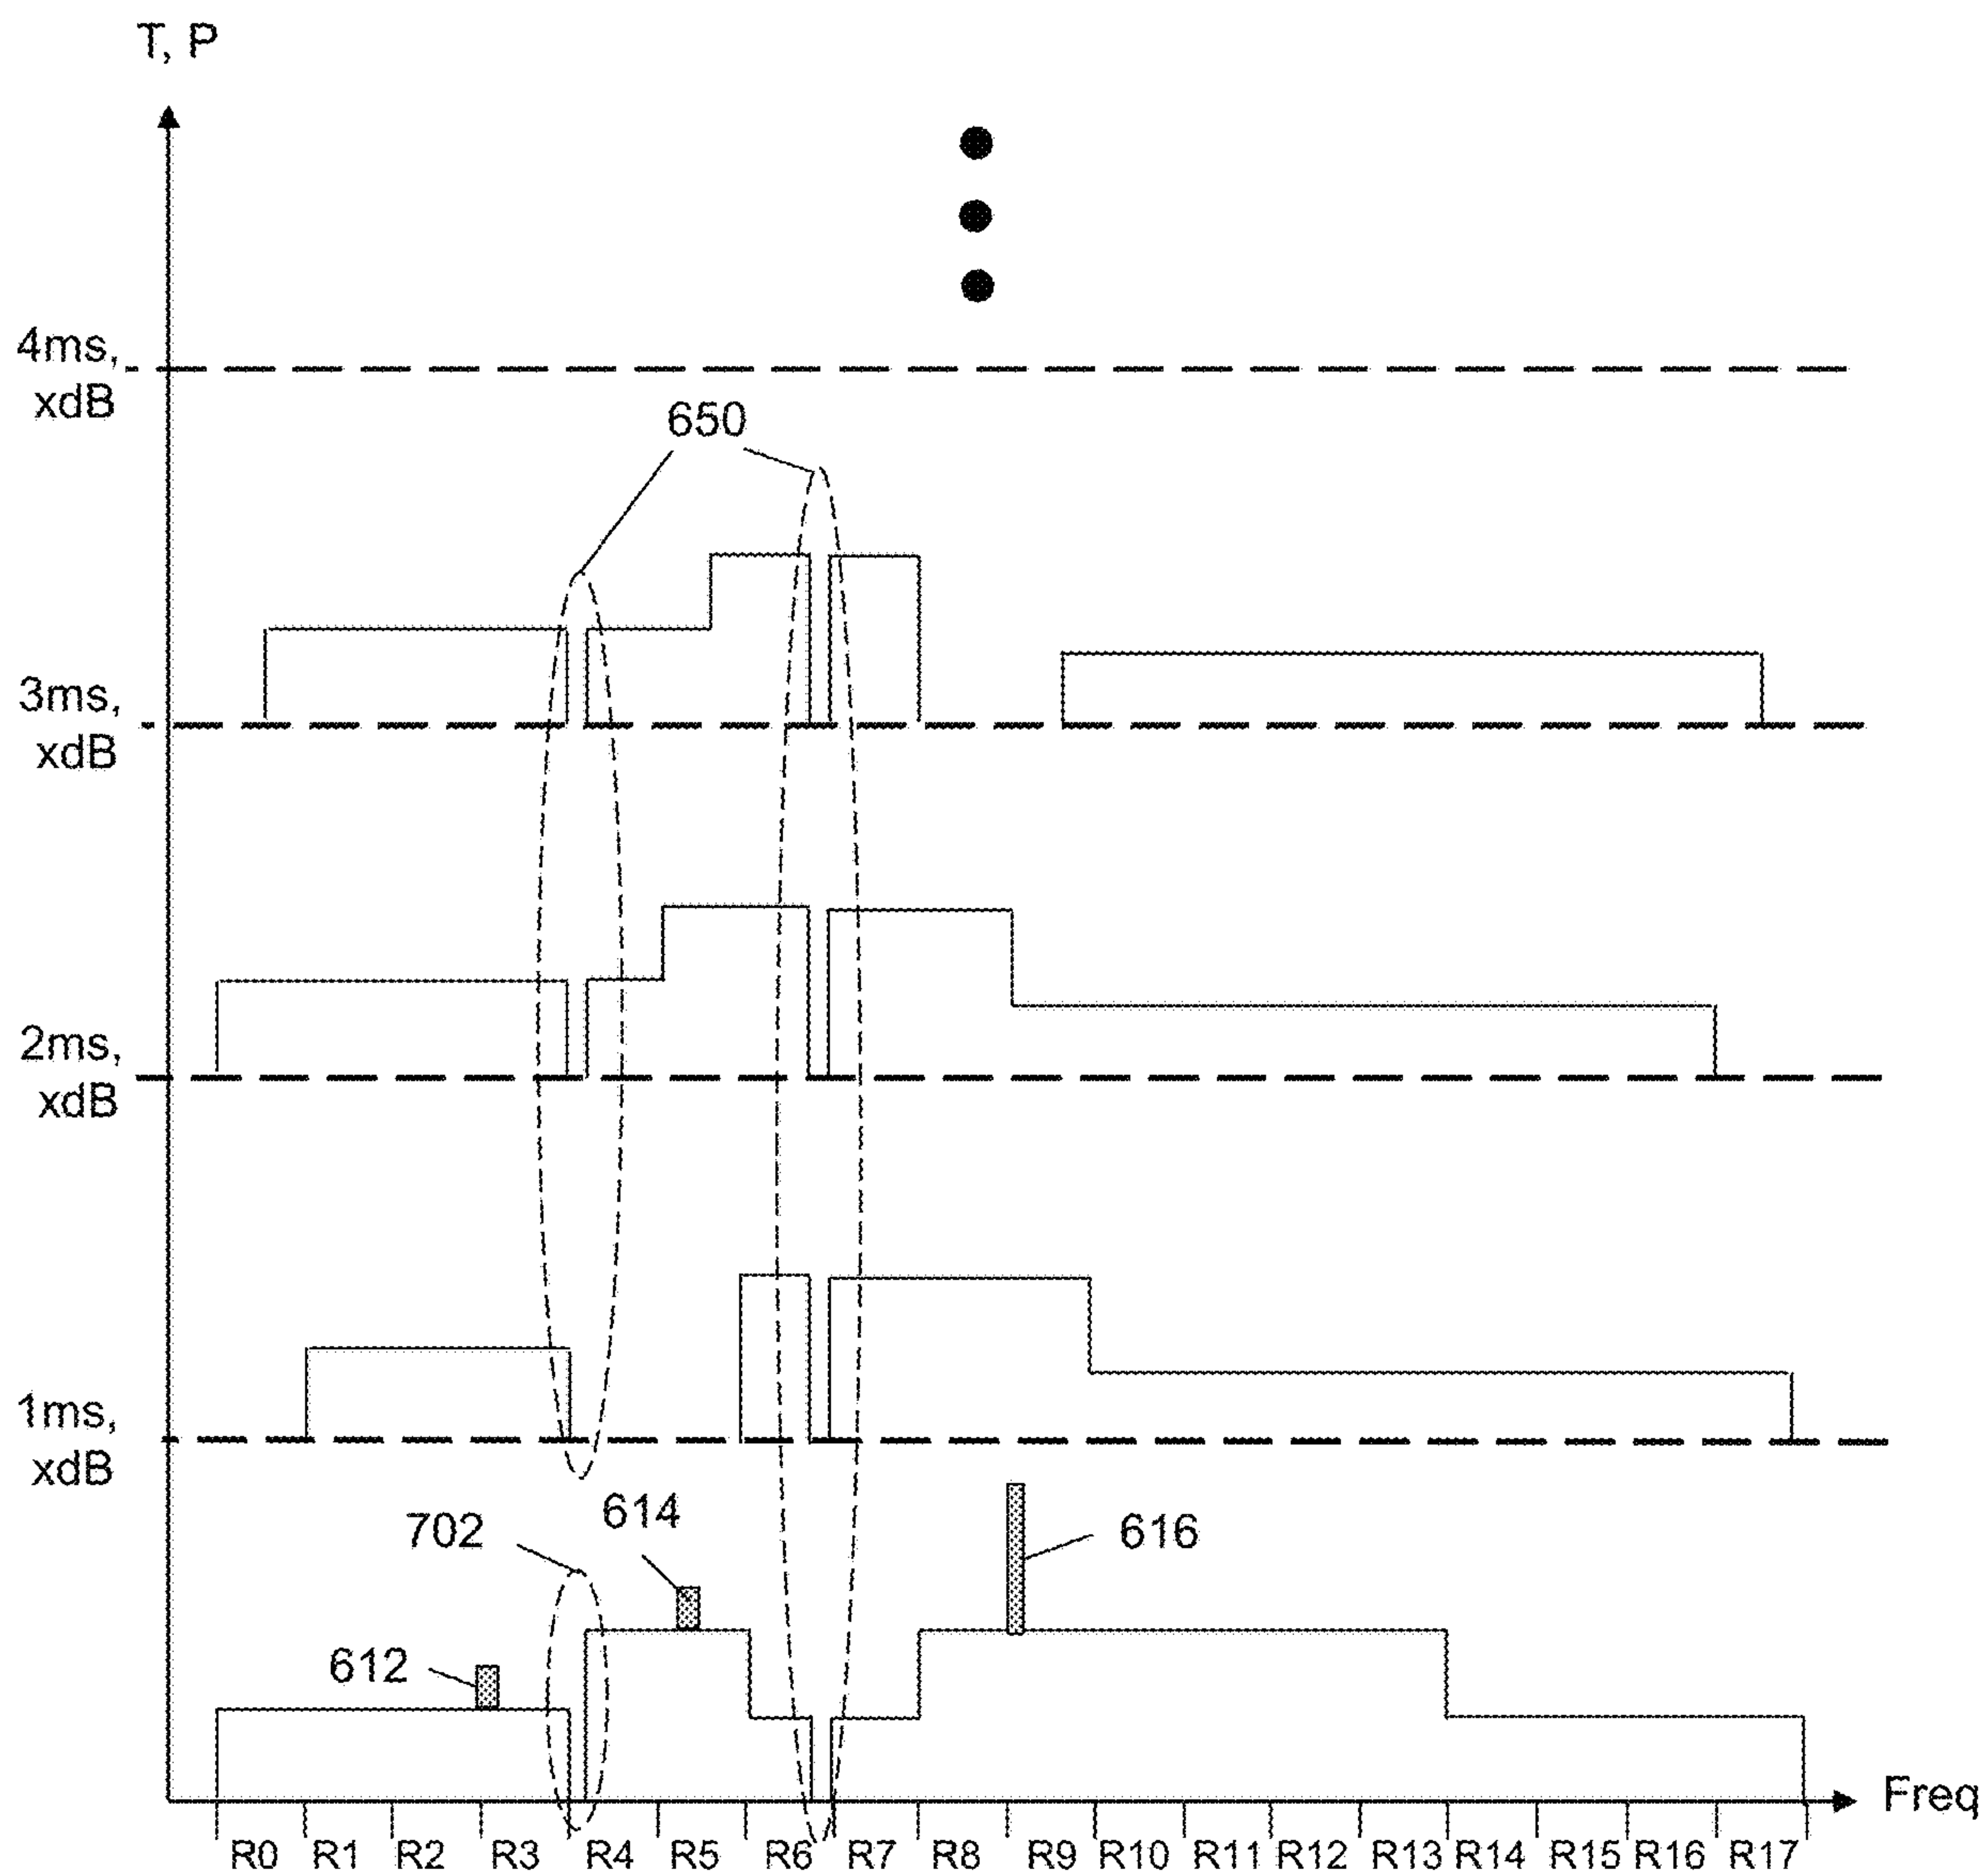 T, P
4ms,
xdB
650
3ms,
xdB
2ms,
xdB
1ms,
xdB
702
614
616
612
Freq
R0 R1 R2 R3 R4 R5 R6 R7 R8 R9 R10 R11 R12 R13 R14 R15 R16 R17